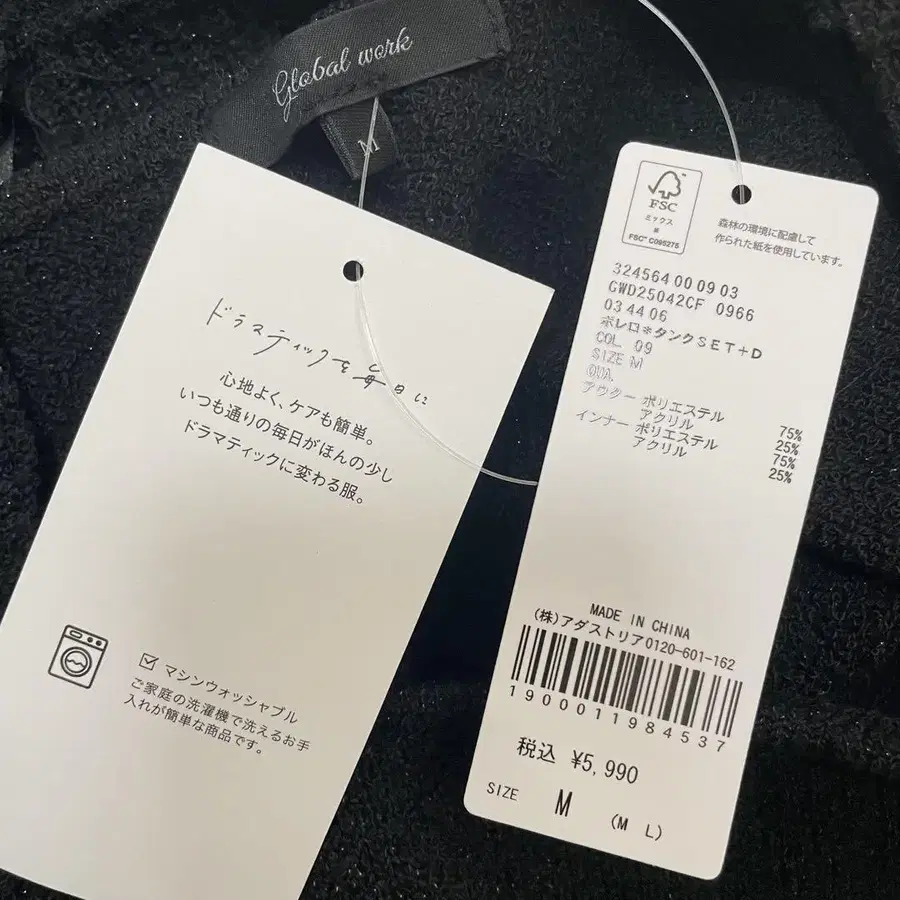 Global work
M
ドラマティックを毎日に
心地よく、ケアも簡単。
いつも通りの毎日がほんの少し
ドラマティックに変わる服。
マシンウォッシャブル
ご家庭の洗濯機で洗えるお手
入れが簡単な商品です。
FSC
ミックス
紙
FSC® C095275
森林の環境に配慮して
作られた紙を使用しています。
324564 00 09 03
GWD25042CF 0966
03 44 06
ボレロ*タンクSET+D
COL 09
SIZE M
QUA.
アウター ポリエステル 75%
アクリル 25%
インナー ポリエステル 75%
アクリル 25%
MADE IN CHINA
(株)アダストリア0120-601-162
1900011984537
税込 ¥5,990
SIZE M (M L)